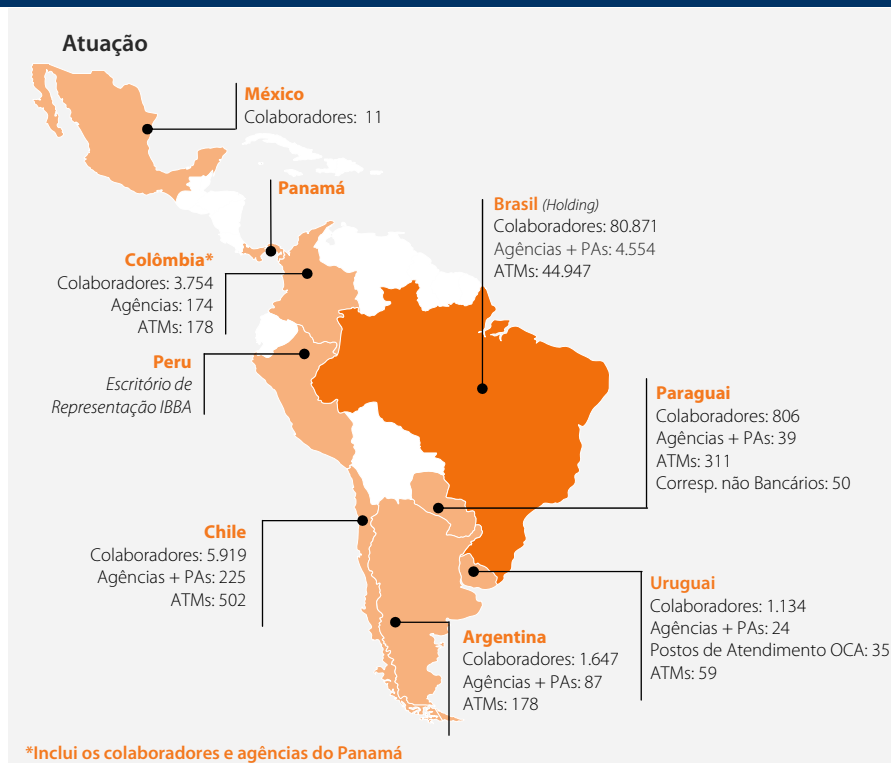 Atuação
México
Colaboradores: 11
Panamá
Brasil (Holding)
Colaboradores: 80.871
Agências + PAs: 4.554
ATMs: 44.947
Colômbia*
Colaboradores: 3.754
Agências: 174
ATMs: 178
Peru
Escritório de
Representação IBBA
Paraguai
Colaboradores: 806
Agências + PAs: 39
ATMs: 311
Corresp. não Bancários: 50
Chile
Colaboradores: 5.919
Agências + PAs: 225
ATMs: 502
Uruguai
Colaboradores: 1.134
Agências + PAs: 24
Postos de Atendimento OCA: 35
ATMs: 59
Argentina
Colaboradores: 1.647
Agências + PAs: 87
ATMs: 178
*Inclui os colaboradores e agências do Panamá